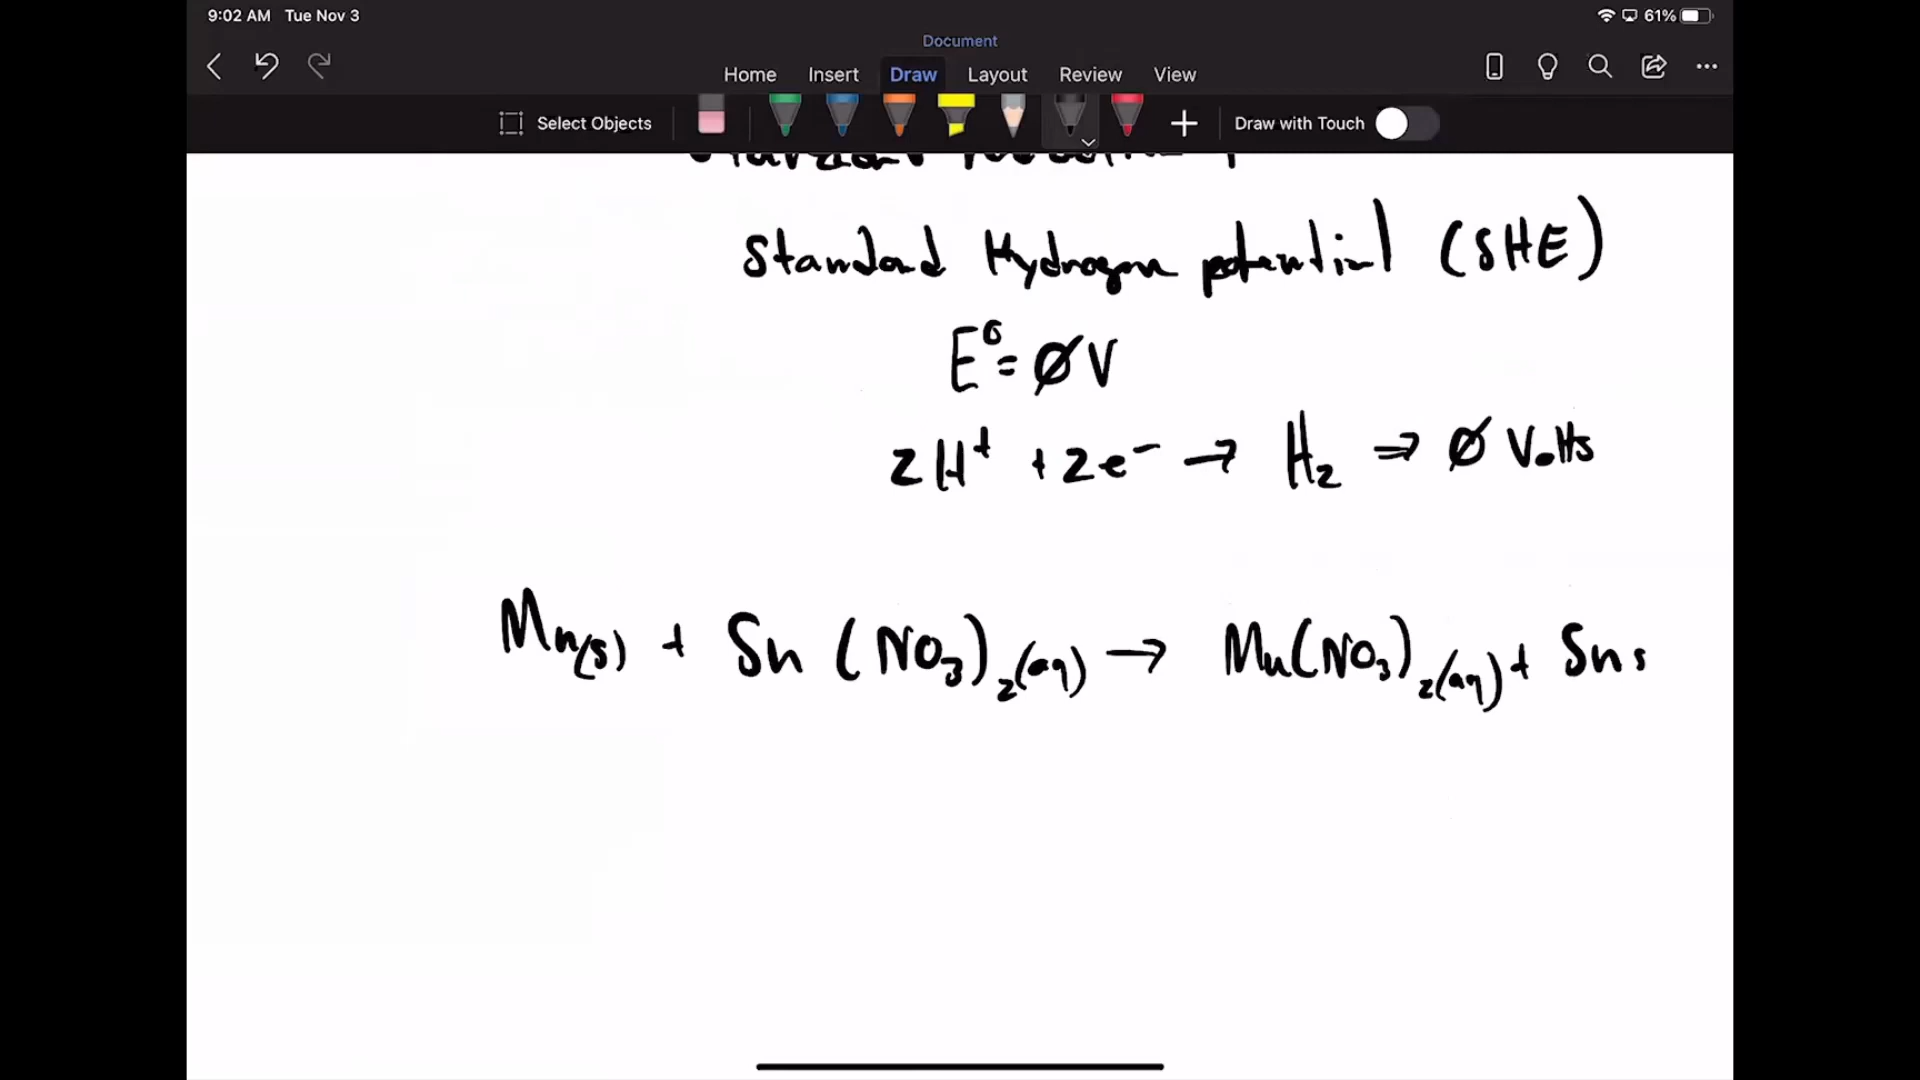 9:02 AM Tue Nov 3
61%
Document
Home Insert Draw Layout Review View
Select Objects
Draw with Touch
Standard Hydrogen potential (SHE)
E° = ∅ V
2H⁺ + 2e⁻ → H₂ ⇒ ∅ Volts
Mn(s) + Sn(NO₃)₂(aq) → Mn(NO₃)₂(aq) + Sn s